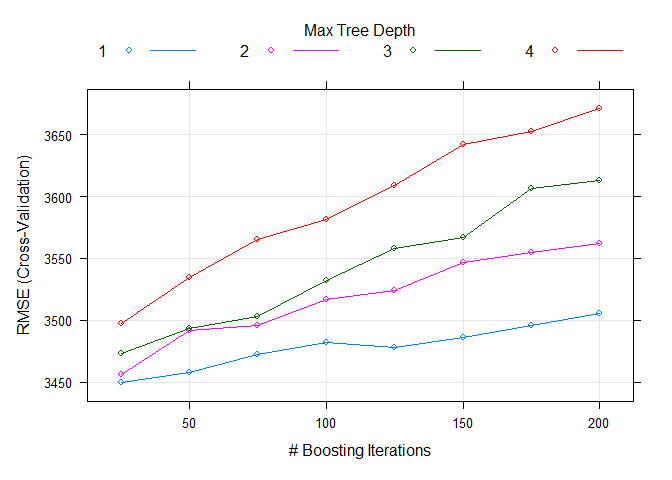 Max Tree Depth
1 2 3 4
3650
3600
3550
3500
3450
RMSE (Cross-Validation)
50 100 150 200
# Boosting Iterations